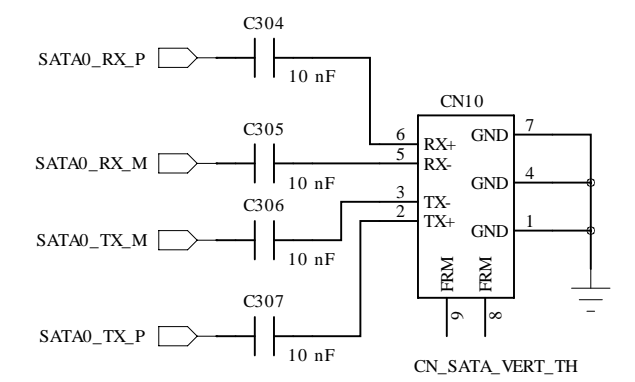 C304
SATA0_RX_P
10 nF
CN10
C305
6 RX+ GND 7
5 RX-
SATA0_RX_M
10 nF
GND 4
C306
3 TX-
2 TX+
GND 1
SATA0_TX_M
10 nF
FRM FRM
C307
9 8
SATA0_TX_P
10 nF
CN_SATA_VERT_TH